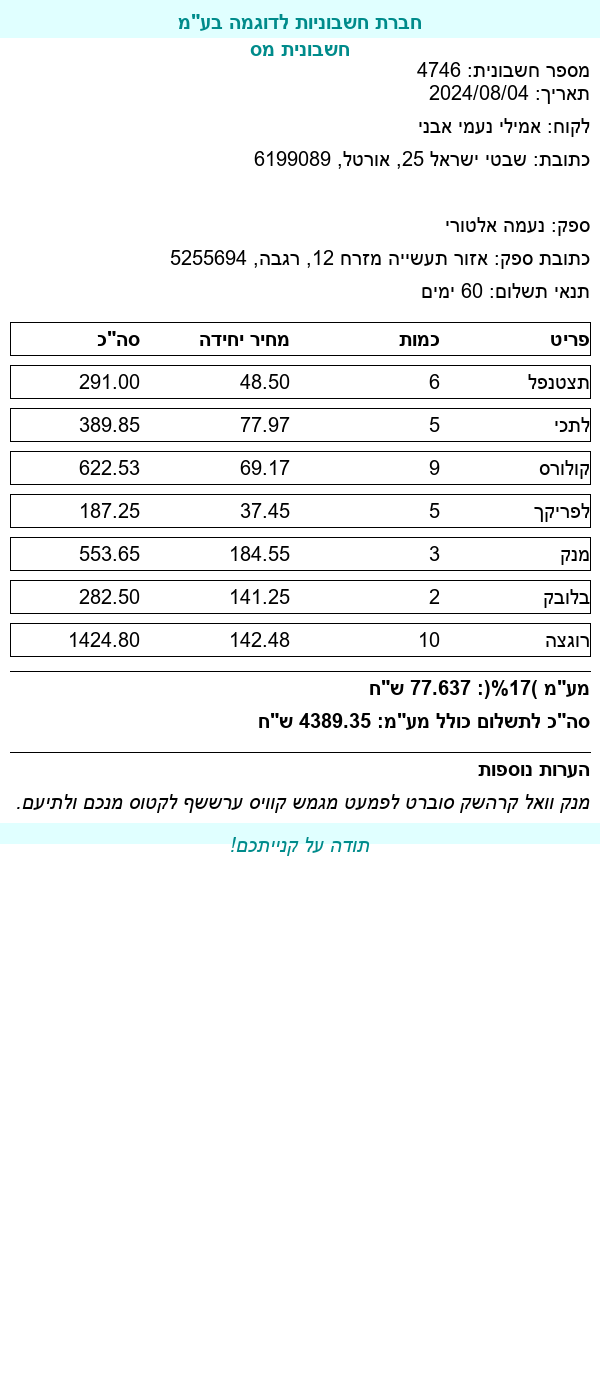 חברת חשבוניות לדוגמה בע"מ
חשבונית מס
מספר חשבונית: 4746
תאריך: 2024/08/04
לקוח: אמילי נעמי אבני
כתובת: שבטי ישראל 25, אורטל, 6199089
ספק: נעמה אלטורי
כתובת ספק: אזור תעשייה מזרח 12, רגבה, 5255694
תנאי תשלום: 60 ימים
פריט כמות מחיר יחידה סה"כ
תצטנפל 6 48.50 291.00
לתכי 5 77.97 389.85
קולורס 9 69.17 622.53
לפריקך 5 37.45 187.25
מנק 3 184.55 553.65
בלובק 2 141.25 282.50
רוגצה 10 142.48 1424.80
מע"מ )17%(: 77.637 ש"ח
סה"כ לתשלום כולל מע"מ: 4389.35 ש"ח
הערות נוספות
מנק וואל קרהשק סוברט לפמעט מגמש קוויס ערששף לקטוס מנכם ולתיעם.
תודה על קנייתכם!